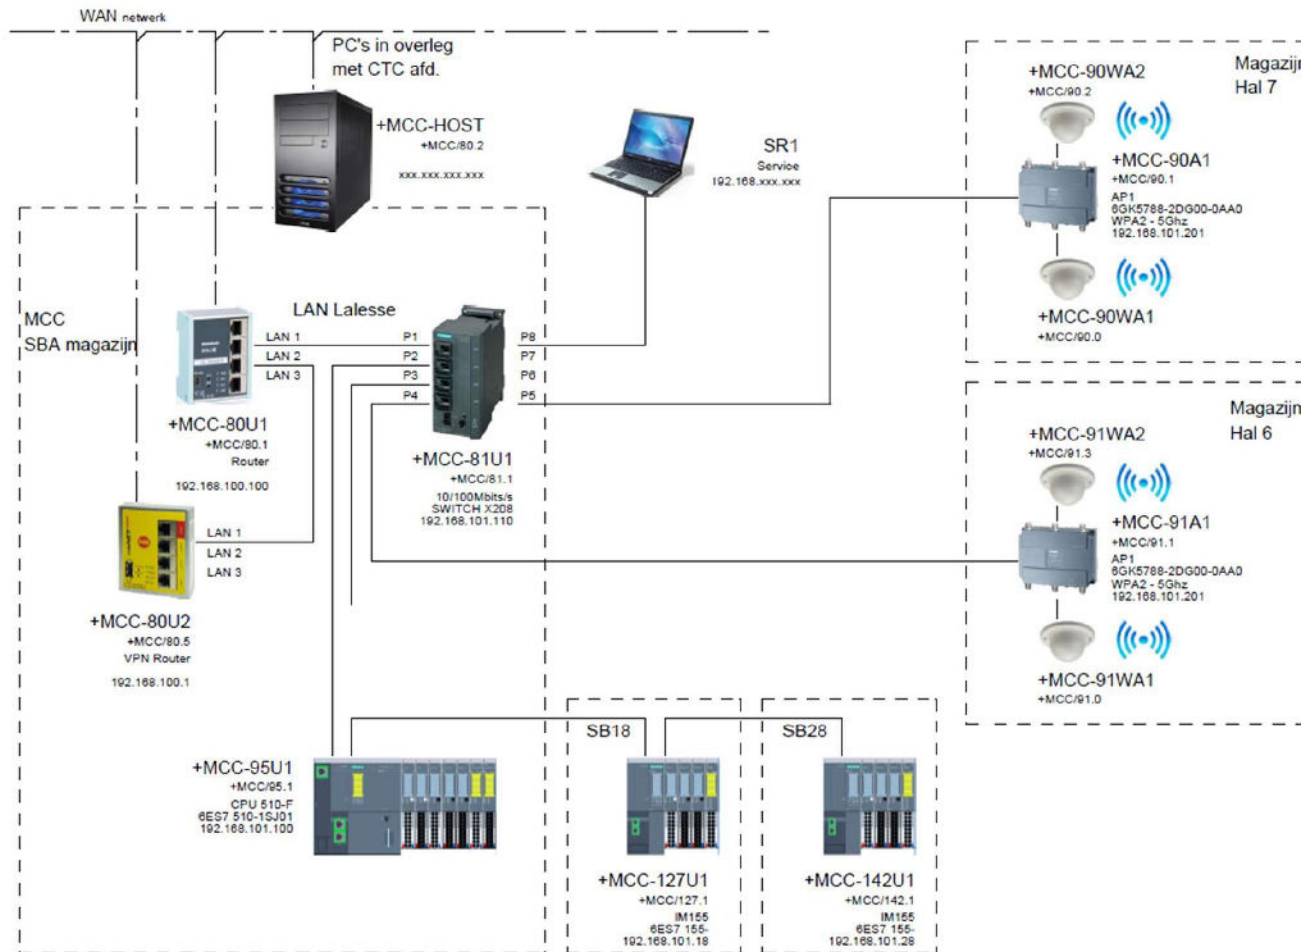 WAN netwerk
PC's in overleg
met CTC afd.
+MCC-HOST
+MCC/80.2
xxx.xxx.xxx.xxx
SR1
Service
192.168.xxx.xxx
Magazijn
Hal 7
+MCC-90WA2
+MCC/90.2
+MCC-90A1
+MCC/90.1
AP1
6GK5788-2DG00-0AA0
WPA2 - 5Ghz
192.168.101.201
+MCC-90WA1
+MCC/90.0
MCC
SBA magazijn
LAN Lalesse
LAN 1
LAN 2
LAN 3
P1
P2
P3
P4
P8
P7
P6
P5
+MCC-80U1
+MCC/80.1
Router
192.168.100.100
+MCC-81U1
+MCC/81.1
10/100Mbits/s
SWITCH X208
192.168.101.110
LAN 1
LAN 2
LAN 3
+MCC-80U2
+MCC/80.5
VPN Router
192.168.100.1
Magazijn
Hal 6
+MCC-91WA2
+MCC/91.3
+MCC-91A1
+MCC/91.1
AP1
6GK5788-2DG00-0AA0
WPA2 - 5Ghz
192.168.101.201
+MCC-91WA1
+MCC/91.0
+MCC-95U1
+MCC/95.1
CPU 510-F
6ES7 510-1SJ01
192.168.101.100
SB18
+MCC-127U1
+MCC/127.1
IM155
6ES7 155-
192.168.101.18
SB28
+MCC-142U1
+MCC/142.1
IM155
6ES7 155-
192.168.101.28